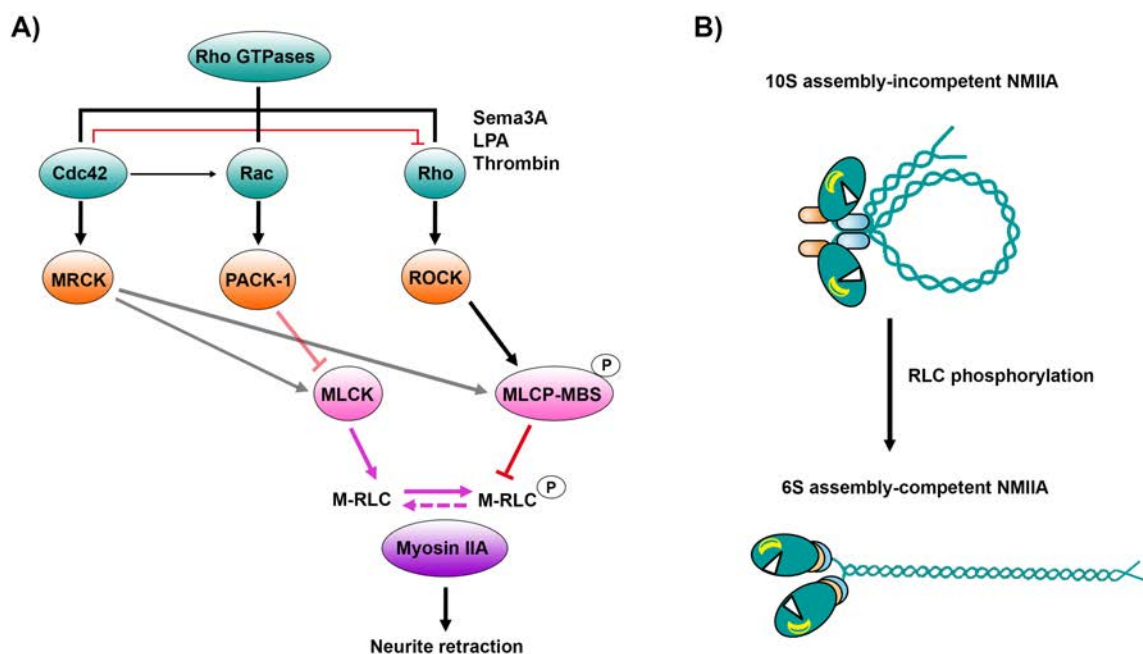 A)
Rho GTPases
Sema3A
LPA
Thrombin
Cdc42
Rac
Rho
MRCK
PACK-1
ROCK
P
MLCK
MLCP-MBS
M-RLC
M-RLC
P
Myosin IIA
Neurite retraction
B)
10S assembly-incompetent NMIIA
RLC phosphorylation
6S assembly-competent NMIIA